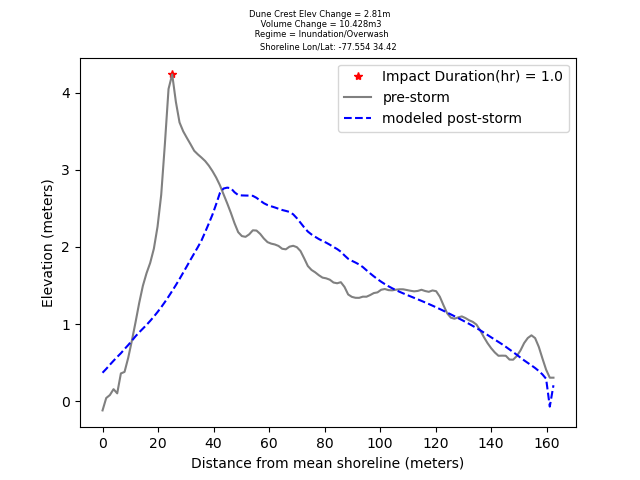 Dune Crest Elev Change = 2.81m
Volume Change = 10.428m3
Regime = Inundation/Overwash
Shoreline Lon/Lat: -77.554 34.42
Impact Duration(hr) = 1.0
pre-storm
modeled post-storm
Elevation (meters)
4
3
2
1
0
0 20 40 60 80 100 120 140 160
Distance from mean shoreline (meters)